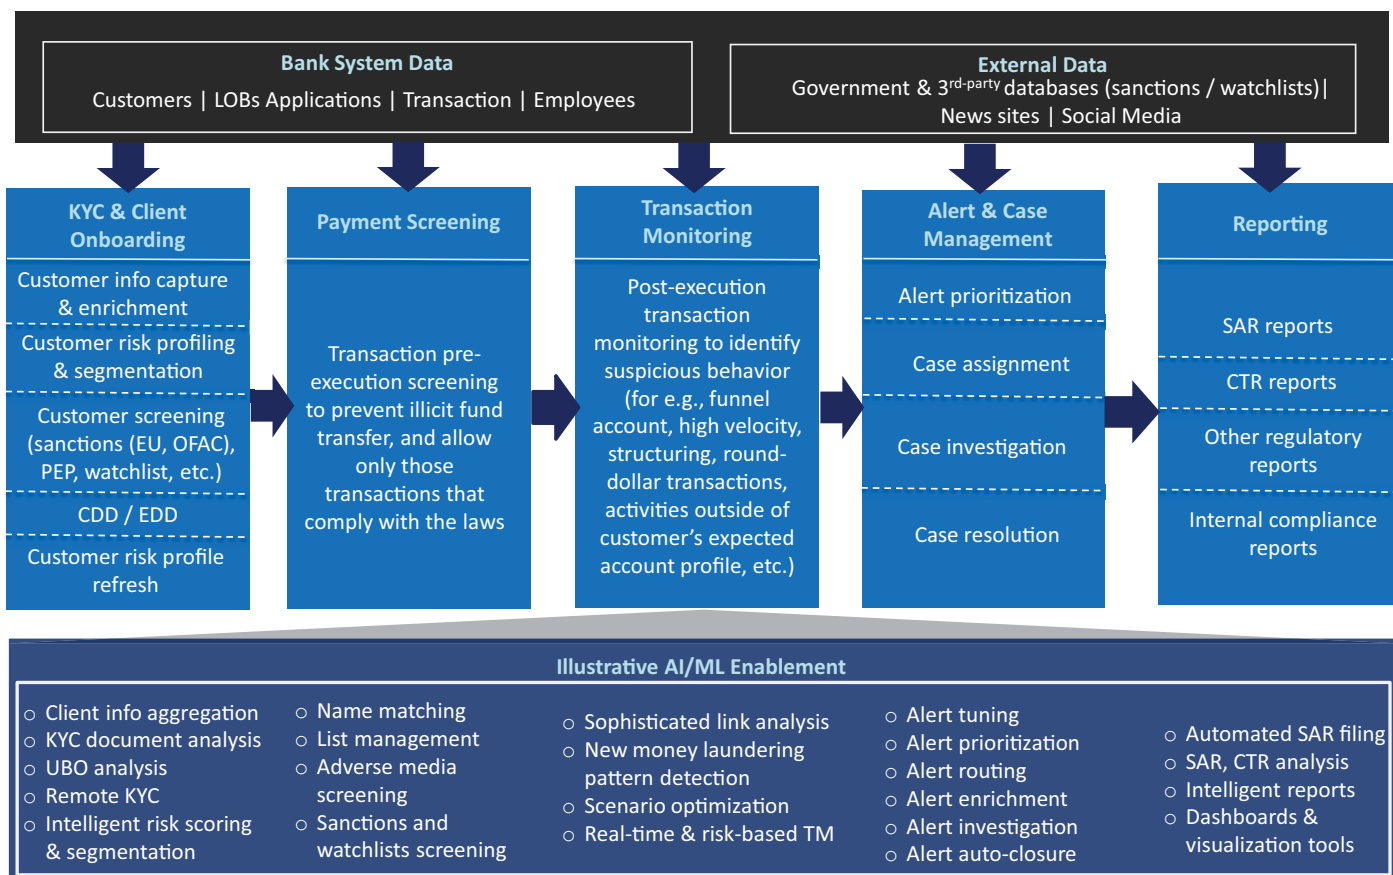 Bank System Data
Customers | LOBs Applications | Transaction | Employees
External Data
Government & 3rd-party databases (sanctions / watchlists)|
News sites | Social Media
KYC & Client
Onboarding
Customer info capture
& enrichment
Customer risk profiling
& segmentation
Customer screening
(sanctions (EU, OFAC),
PEP, watchlist, etc.)
CDD / EDD
Customer risk profile
refresh
Payment Screening
Transaction pre-
execution screening
to prevent illicit fund
transfer, and allow
only those
transactions that
comply with the laws
Transaction
Monitoring
Post-execution
transaction
monitoring to identify
suspicious behavior
(for e.g., funnel
account, high velocity,
structuring, round-
dollar transactions,
activities outside of
customer’s expected
account profile, etc.)
Alert & Case
Management
Alert prioritization
Case assignment
Case investigation
Case resolution
Reporting
SAR reports
CTR reports
Other regulatory
reports
Internal compliance
reports
Illustrative AI/ML Enablement
○ Client info aggregation
○ KYC document analysis
○ UBO analysis
○ Remote KYC
○ Intelligent risk scoring
& segmentation
○ Name matching
○ List management
○ Adverse media
screening
○ Sanctions and
watchlists screening
○ Sophisticated link analysis
○ New money laundering
pattern detection
○ Scenario optimization
○ Real-time & risk-based TM
○ Alert tuning
○ Alert prioritization
○ Alert routing
○ Alert enrichment
○ Alert investigation
○ Alert auto-closure
○ Automated SAR filing
○ SAR, CTR analysis
○ Intelligent reports
○ Dashboards &
visualization tools